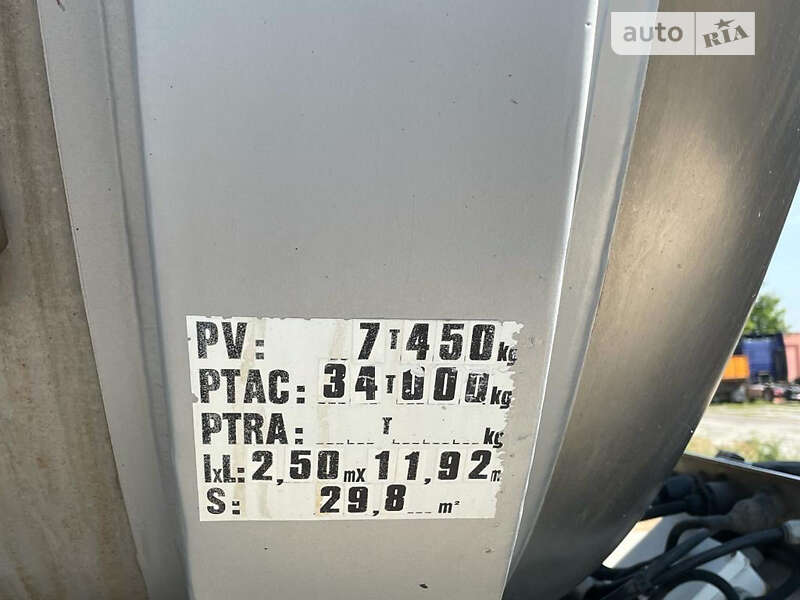 auto RIA
PV: 7 T 450 kg
PTAC: 34 T 000 kg
PTRA: T kg
lxL: 2,50 mx 11,92 m
S: 29,8 m²